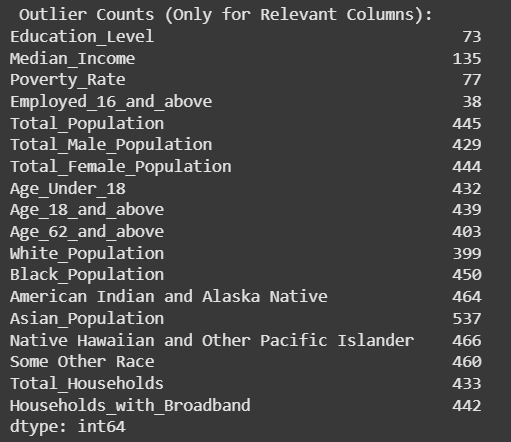 Outlier Counts (Only for Relevant Columns):
Education_Level 73
Median_Income 135
Poverty_Rate 77
Employed_16_and_above 38
Total_Population 445
Total_Male_Population 429
Total_Female_Population 444
Age_Under_18 432
Age_18_and_above 439
Age_62_and_above 403
White_Population 399
Black_Population 450
American Indian and Alaska Native 464
Asian_Population 537
Native Hawaiian and Other Pacific Islander 466
Some Other Race 460
Total_Households 433
Households_with_Broadband 442
dtype: int64